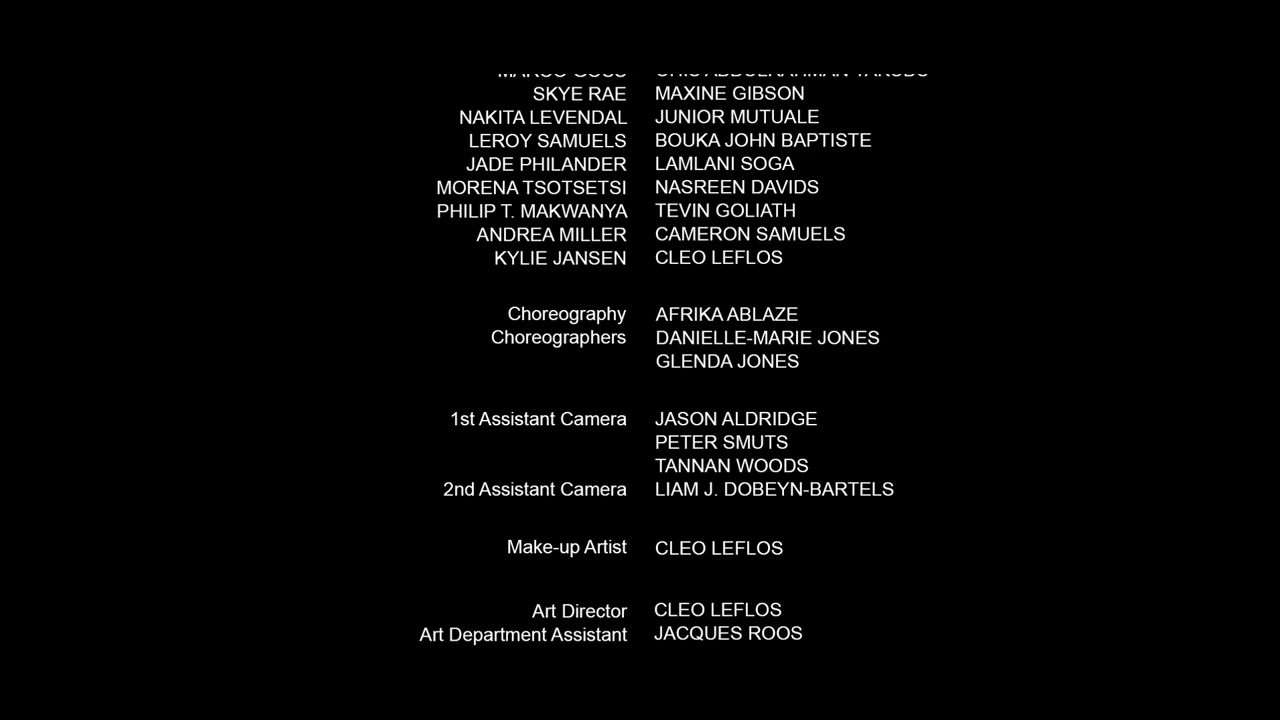 SKYE RAE MAXINE GIBSON
NAKITA LEVENDAL JUNIOR MUTUALE
LEROY SAMUELS BOUKA JOHN BAPTISTE
JADE PHILANDER LAMLANI SOGA
MORENA TSOTSETSI NASREEN DAVIDS
PHILIP T. MAKWANYA TEVIN GOLIATH
ANDREA MILLER CAMERON SAMUELS
KYLIE JANSEN CLEO LEFLOS
Choreography AFRIKA ABLAZE
Choreographers DANIELLE-MARIE JONES
GLENDA JONES
1st Assistant Camera JASON ALDRIDGE
PETER SMUTS
TANNAN WOODS
2nd Assistant Camera LIAM J. DOBEYN-BARTELS
Make-up Artist CLEO LEFLOS
Art Director CLEO LEFLOS
Art Department Assistant JACQUES ROOS